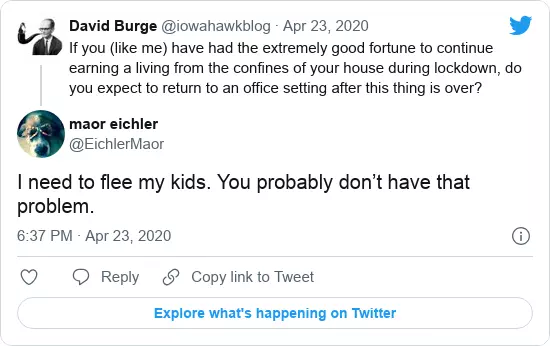 David Burge @iowahawkblog · Apr 23, 2020
If you (like me) have had the extremely good fortune to continue
earning a living from the confines of your house during lockdown, do
you expect to return to an office setting after this thing is over?
maor eichler
@EichlerMaor
I need to flee my kids. You probably don’t have that
problem.
6:37 PM · Apr 23, 2020
Reply Copy link to Tweet
Explore what's happening on Twitter